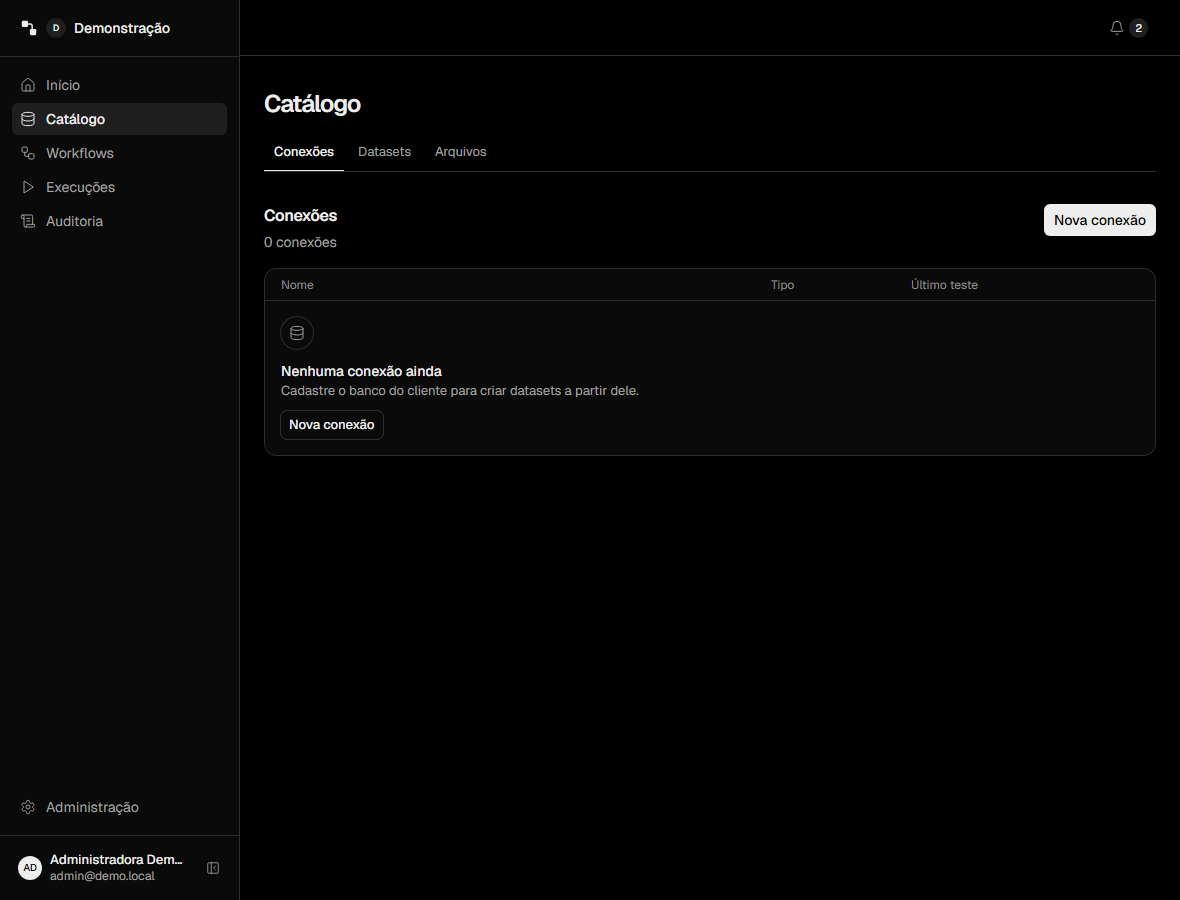 D Demonstração
2
Início
Catálogo
Workflows
Execuções
Auditoria
Catálogo
Conexões Datasets Arquivos
Conexões
0 conexões
Nova conexão
Nome Tipo Último teste
Nenhuma conexão ainda
Cadastre o banco do cliente para criar datasets a partir dele.
Nova conexão
Administração
AD
Administradora Dem...
admin@demo.local